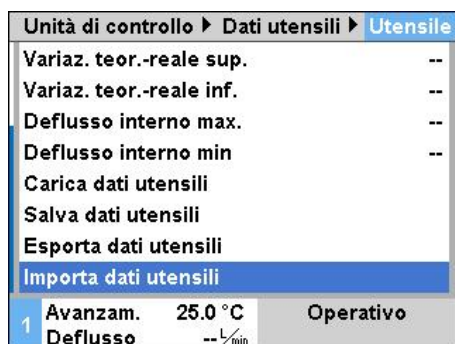 Unità di controllo ▶ Dati utensili ▶ Utensile
Variaz. teor.-reale sup. --
Variaz. teor.-reale inf. --
Deflusso interno max. --
Deflusso interno min --
Carica dati utensili
Salva dati utensili
Esporta dati utensili
Importa dati utensili
1 Avanzam. 25.0 °C Operativo
Deflusso -- L/min